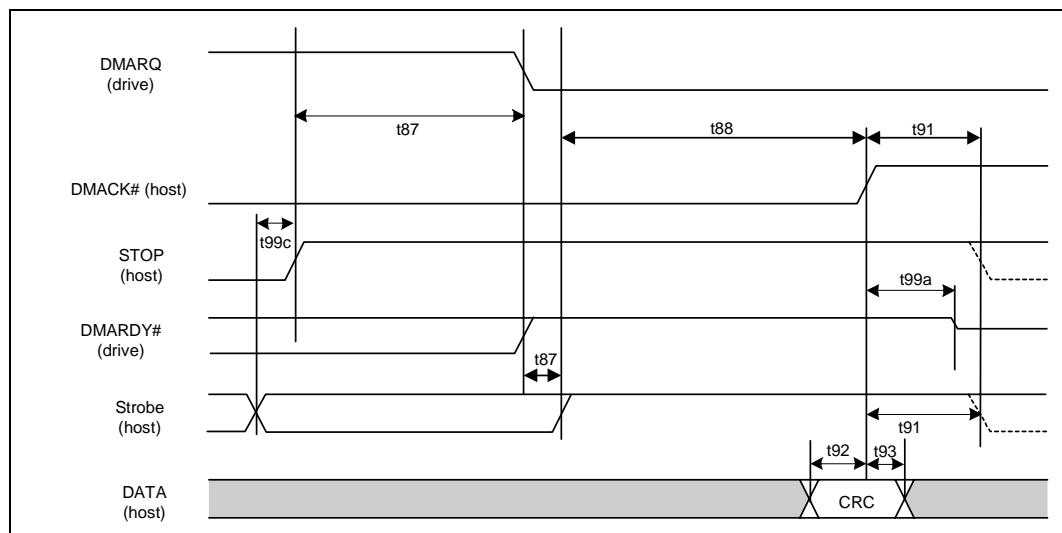 DMARQ
(drive)
t87
t88
t91
DMACK# (host)
t99c
STOP
(host)
t99a
DMARDY#
(drive)
t87
Strobe
(host)
t91
t92
t93
DATA
(host)
CRC